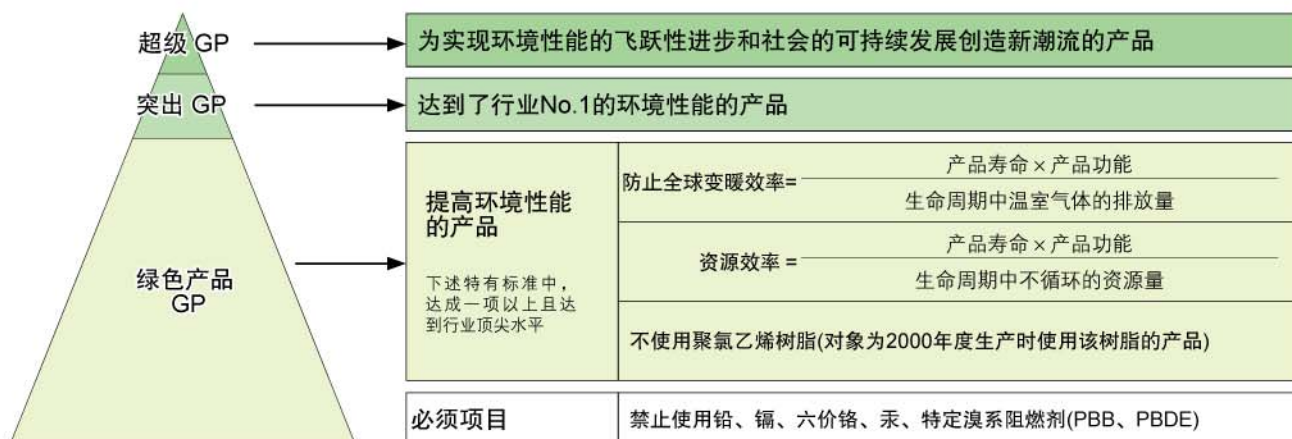 超级 GP
为实现环境性能的飞跃性进步和社会的可持续发展创造新潮流的产品
突出 GP
达到了行业No.1的环境性能的产品
绿色产品
GP
提高环境性能
的产品
下述特有标准中，
达成一项以上且达
到行业顶尖水平
防止全球变暖效率=
产品寿命 × 产品功能
生命周期中温室气体的排放量
资源效率 =
产品寿命 × 产品功能
生命周期中不循环的资源量
不使用聚氯乙烯树脂(对象为2000年度生产时使用该树脂的产品)
必须项目
禁止使用铅、镉、六价铬、汞、特定溴系阻燃剂(PBB、PBDE)